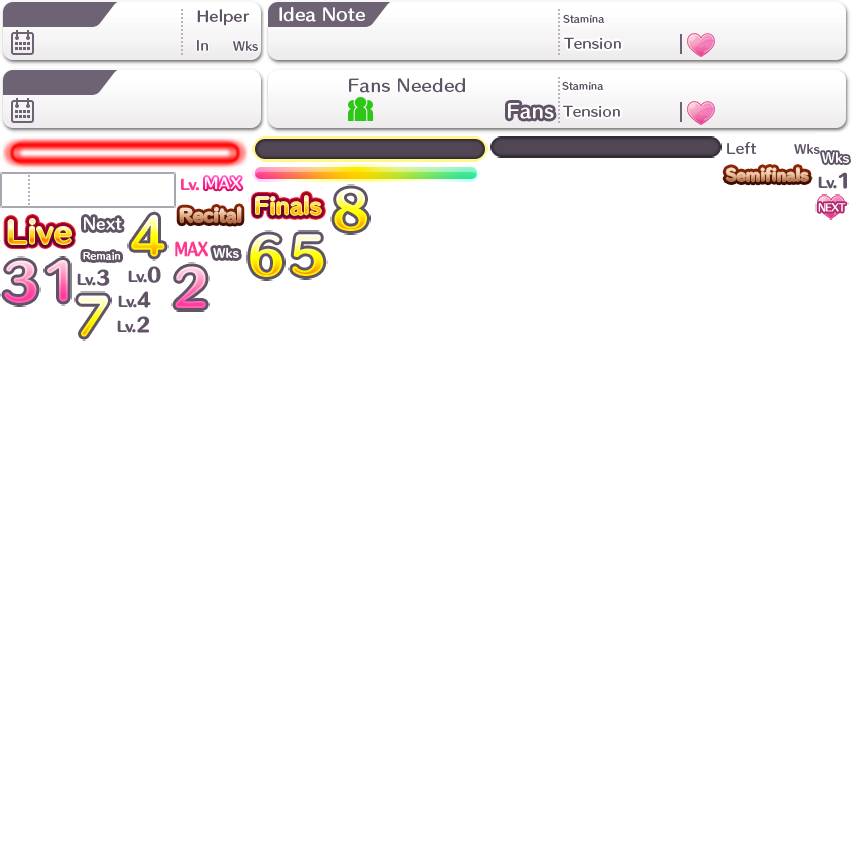 Helper
In Wks
Idea Note
Stamina
Tension
Fans Needed
Fans
Stamina
Tension
Left Wks
Wks
Semifinals
Lv.1
NEXT
Lv. MAX
Recital
Finals
8
Live
Next
4
Remain
MAX Wks
65
31
Lv.3
Lv.0
2
7
Lv.4
Lv.2